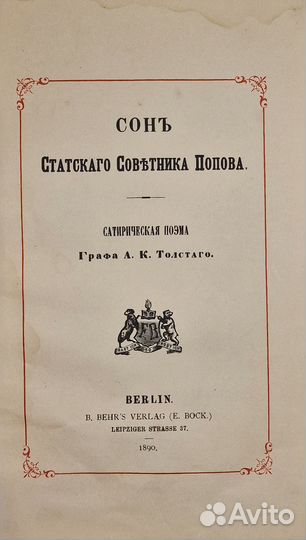 СОНЪ
СТАТСКАГО СОВѢТНИКА ПОПОВА.
САТИРИЧЕСКАЯ ПОЭМА
Графа А. К. Толстаго.
BERLIN.
B. BEHR'S VERLAG (E. BOCK.)
LEIPZIGER STRASSE 37.
1890.
Avito